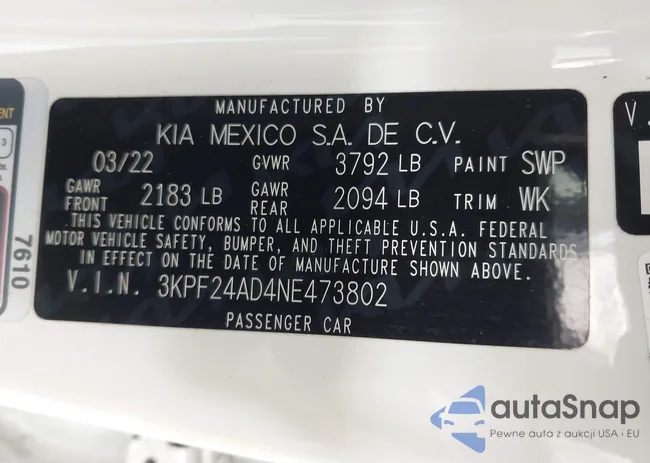 MANUFACTURED BY
KIA MEXICO S.A. DE C.V.
03/22 GVWR 3792 LB PAINT SWP
GAWR FRONT 2183 LB GAWR REAR 2094 LB TRIM WK
THIS VEHICLE CONFORMS TO ALL APPLICABLE U.S.A. FEDERAL
MOTOR VEHICLE SAFETY, BUMPER, AND THEFT PREVENTION STANDARDS
IN EFFECT ON THE DATE OF MANUFACTURE SHOWN ABOVE.
V.I.N. 3KPF24AD4NE473802
PASSENGER CAR
7610
3
V.
autaSnap
Pewne auta z aukcji USA i EU